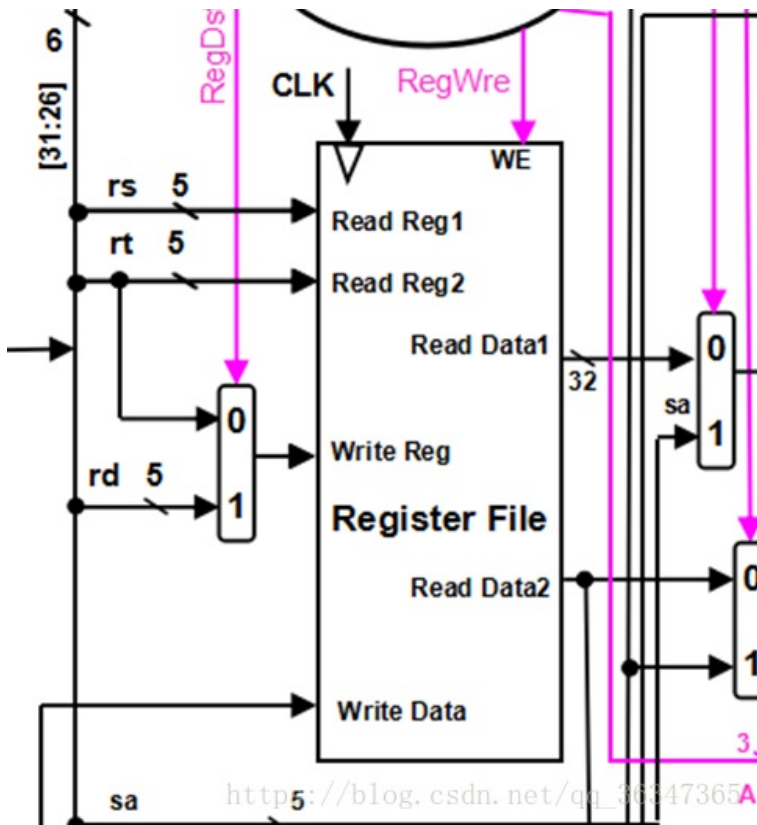 6
[31:26]
RegDs
CLK
RegWre
WE
rs 5
Read Reg1
rt 5
Read Reg2
Read Data1
32
0
sa
1
0
Write Reg
rd 5
1
Register File
Read Data2
0
1
Write Data
3.
sa
5
https://blog.csdn.net/qq_36347365
A